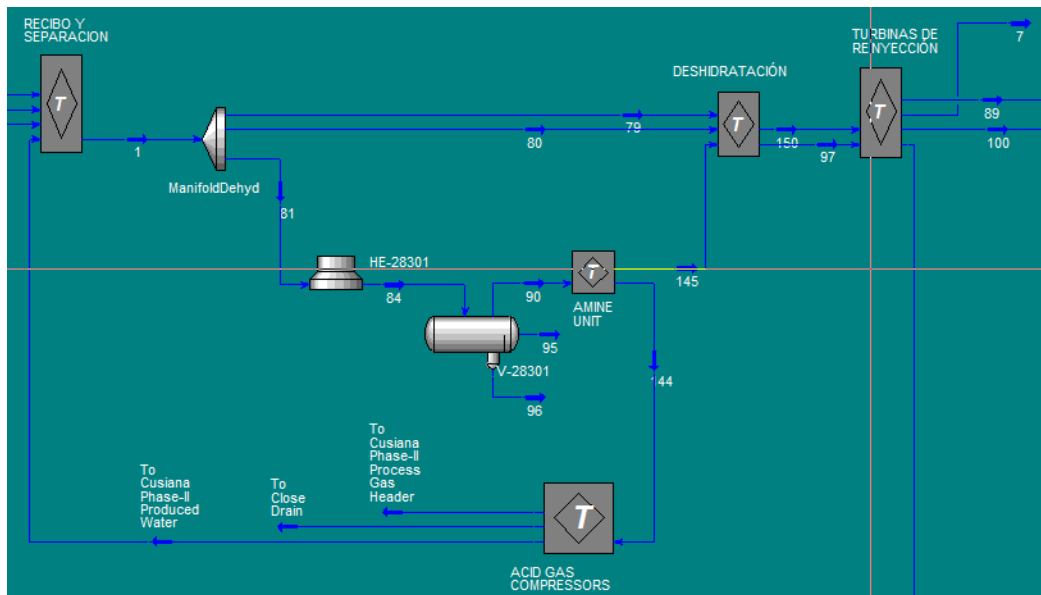 RECIBO Y
SEPARACION
T
1
ManifoldDehyd
79
80
81
HE-28301
84
V-28301
90
95
96
T
AMINE
UNIT
145
144
DESHIDRATACIÓN
T
150
97
TURBINAS DE
REINYECCIÓN
T
7
89
100
To
Cusiana
Phase-II
Process
Gas
Header
To
Close
Drain
To
Cusiana
Phase-II
Produced
Water
T
ACID GAS
COMPRESSORS